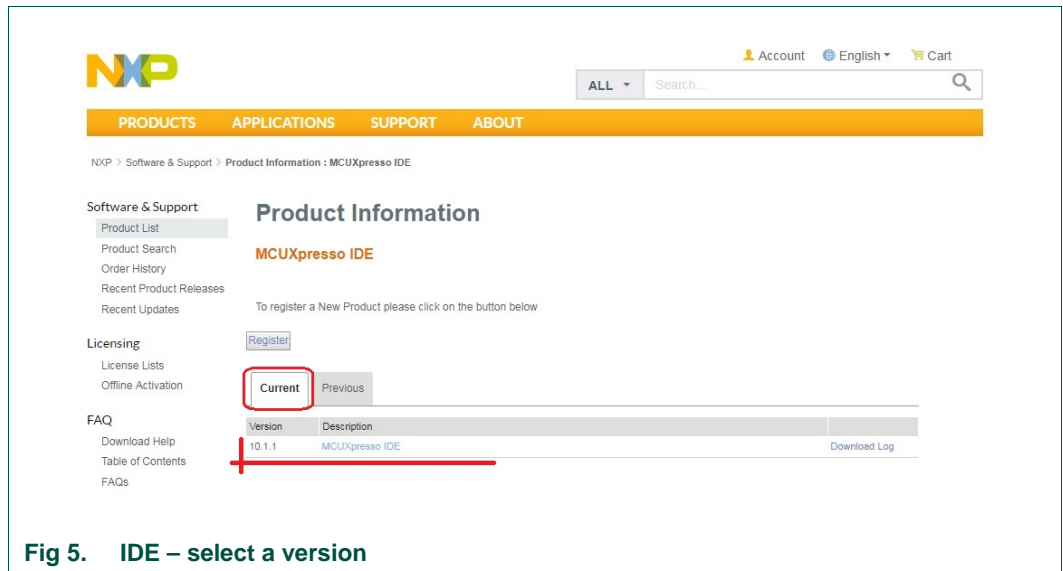 NXP
Account English Cart
ALL Search...
PRODUCTS APPLICATIONS SUPPORT ABOUT
NXP > Software & Support > Product Information : MCUXpresso IDE
Software & Support
Product List
Product Search
Order History
Recent Product Releases
Recent Updates
Licensing
License Lists
Offline Activation
FAQ
Download Help
Table of Contents
FAQs
Product Information
MCUXpresso IDE
To register a New Product please click on the button below
Register
Current Previous
Version Description
10.1.1 MCUXpresso IDE Download Log
Fig 5. IDE – select a version